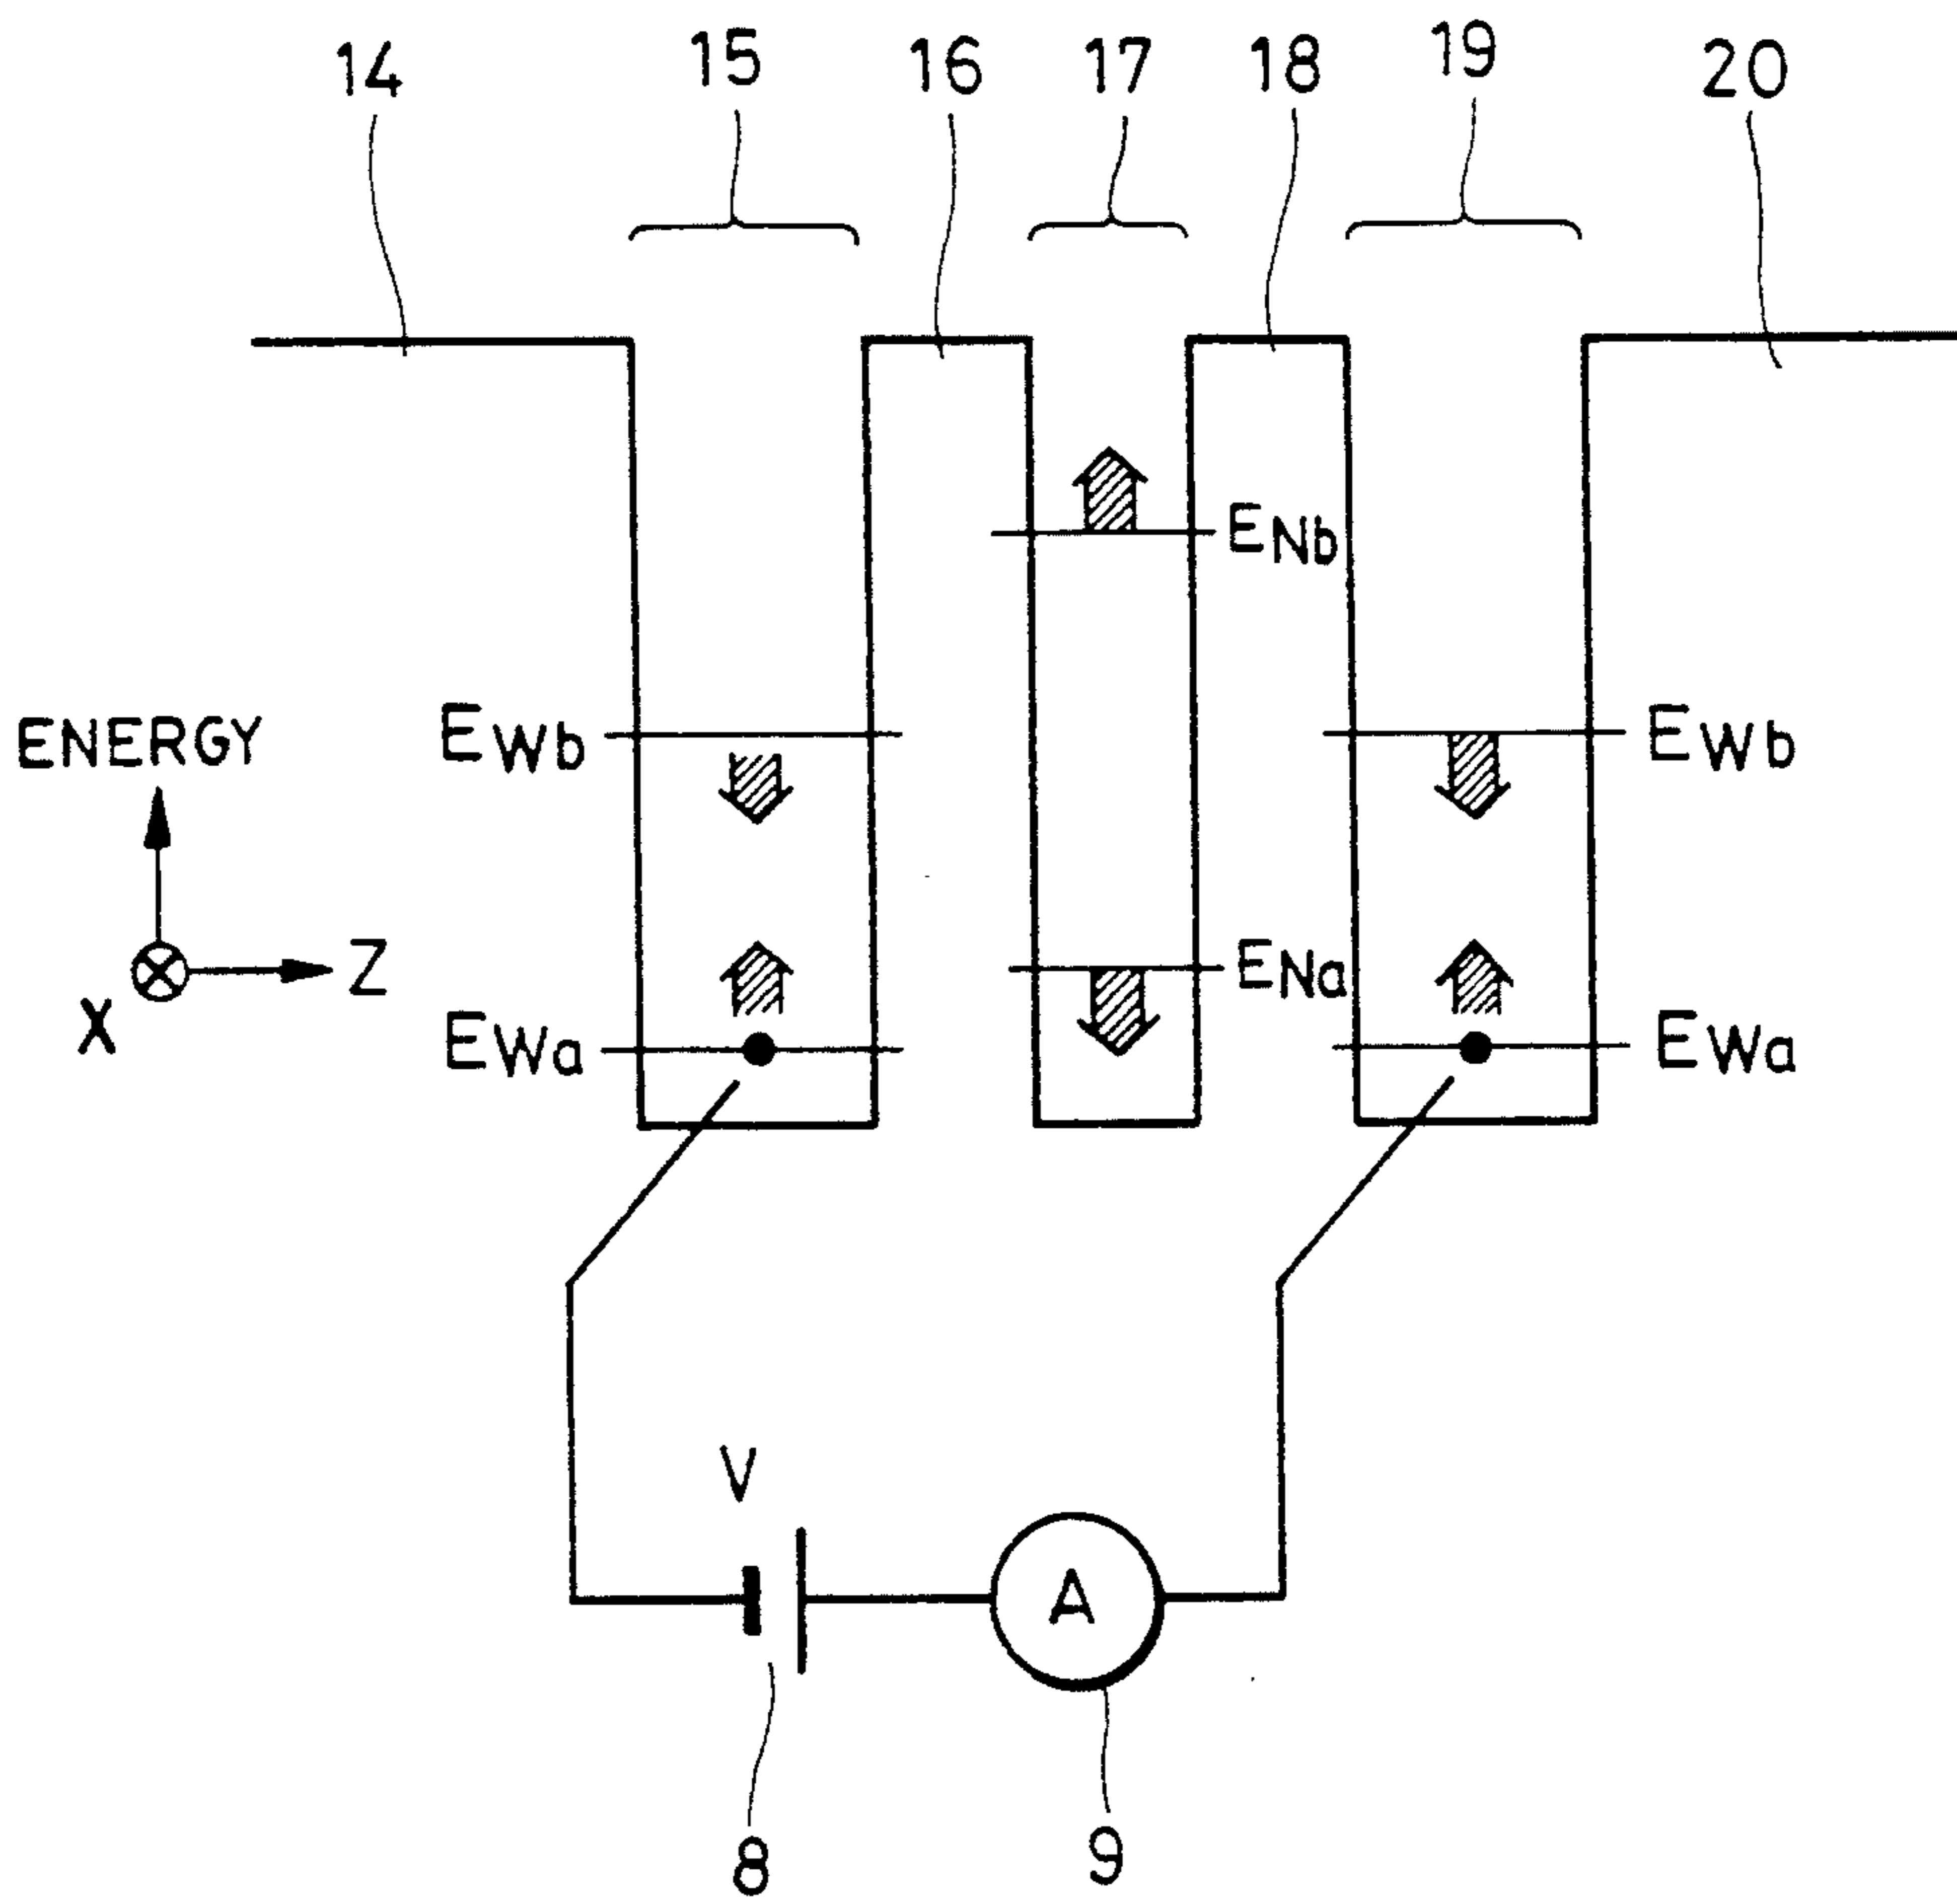 14 15 16 17 18 19 20
ENb
ENERGY EWb EWb
Z ENa
X EWa EWa
V
A
8 9